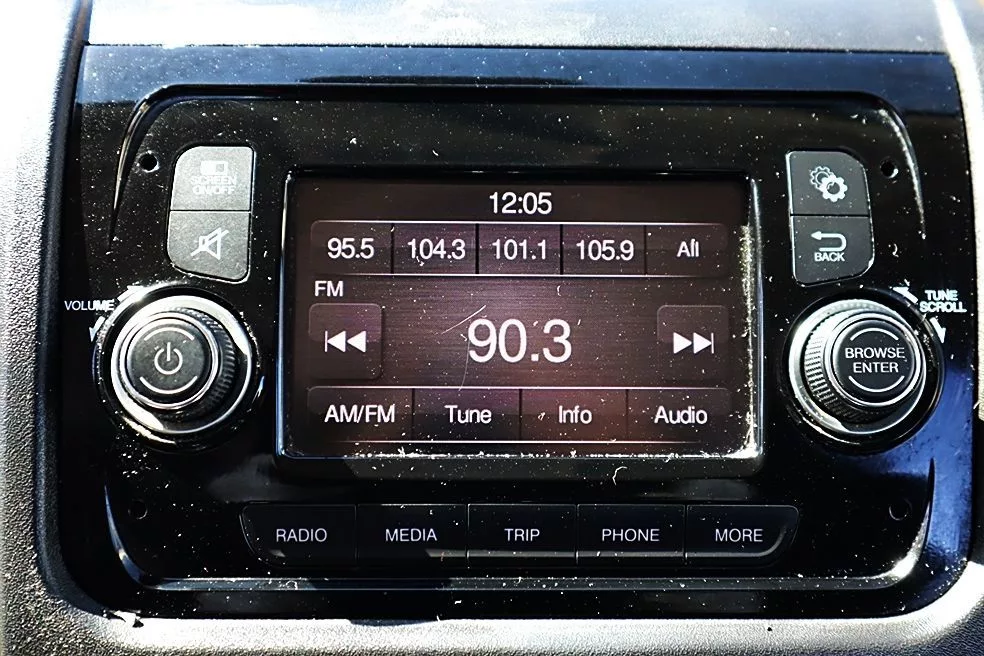 SCREEN
ON/OFF
12:05
95.5 104.3 101.1 105.9 All
FM
90.3
AM/FM Tune Info Audio
BACK
VOLUME
TUNE
SCROLL
BROWSE
ENTER
RADIO MEDIA TRIP PHONE MORE